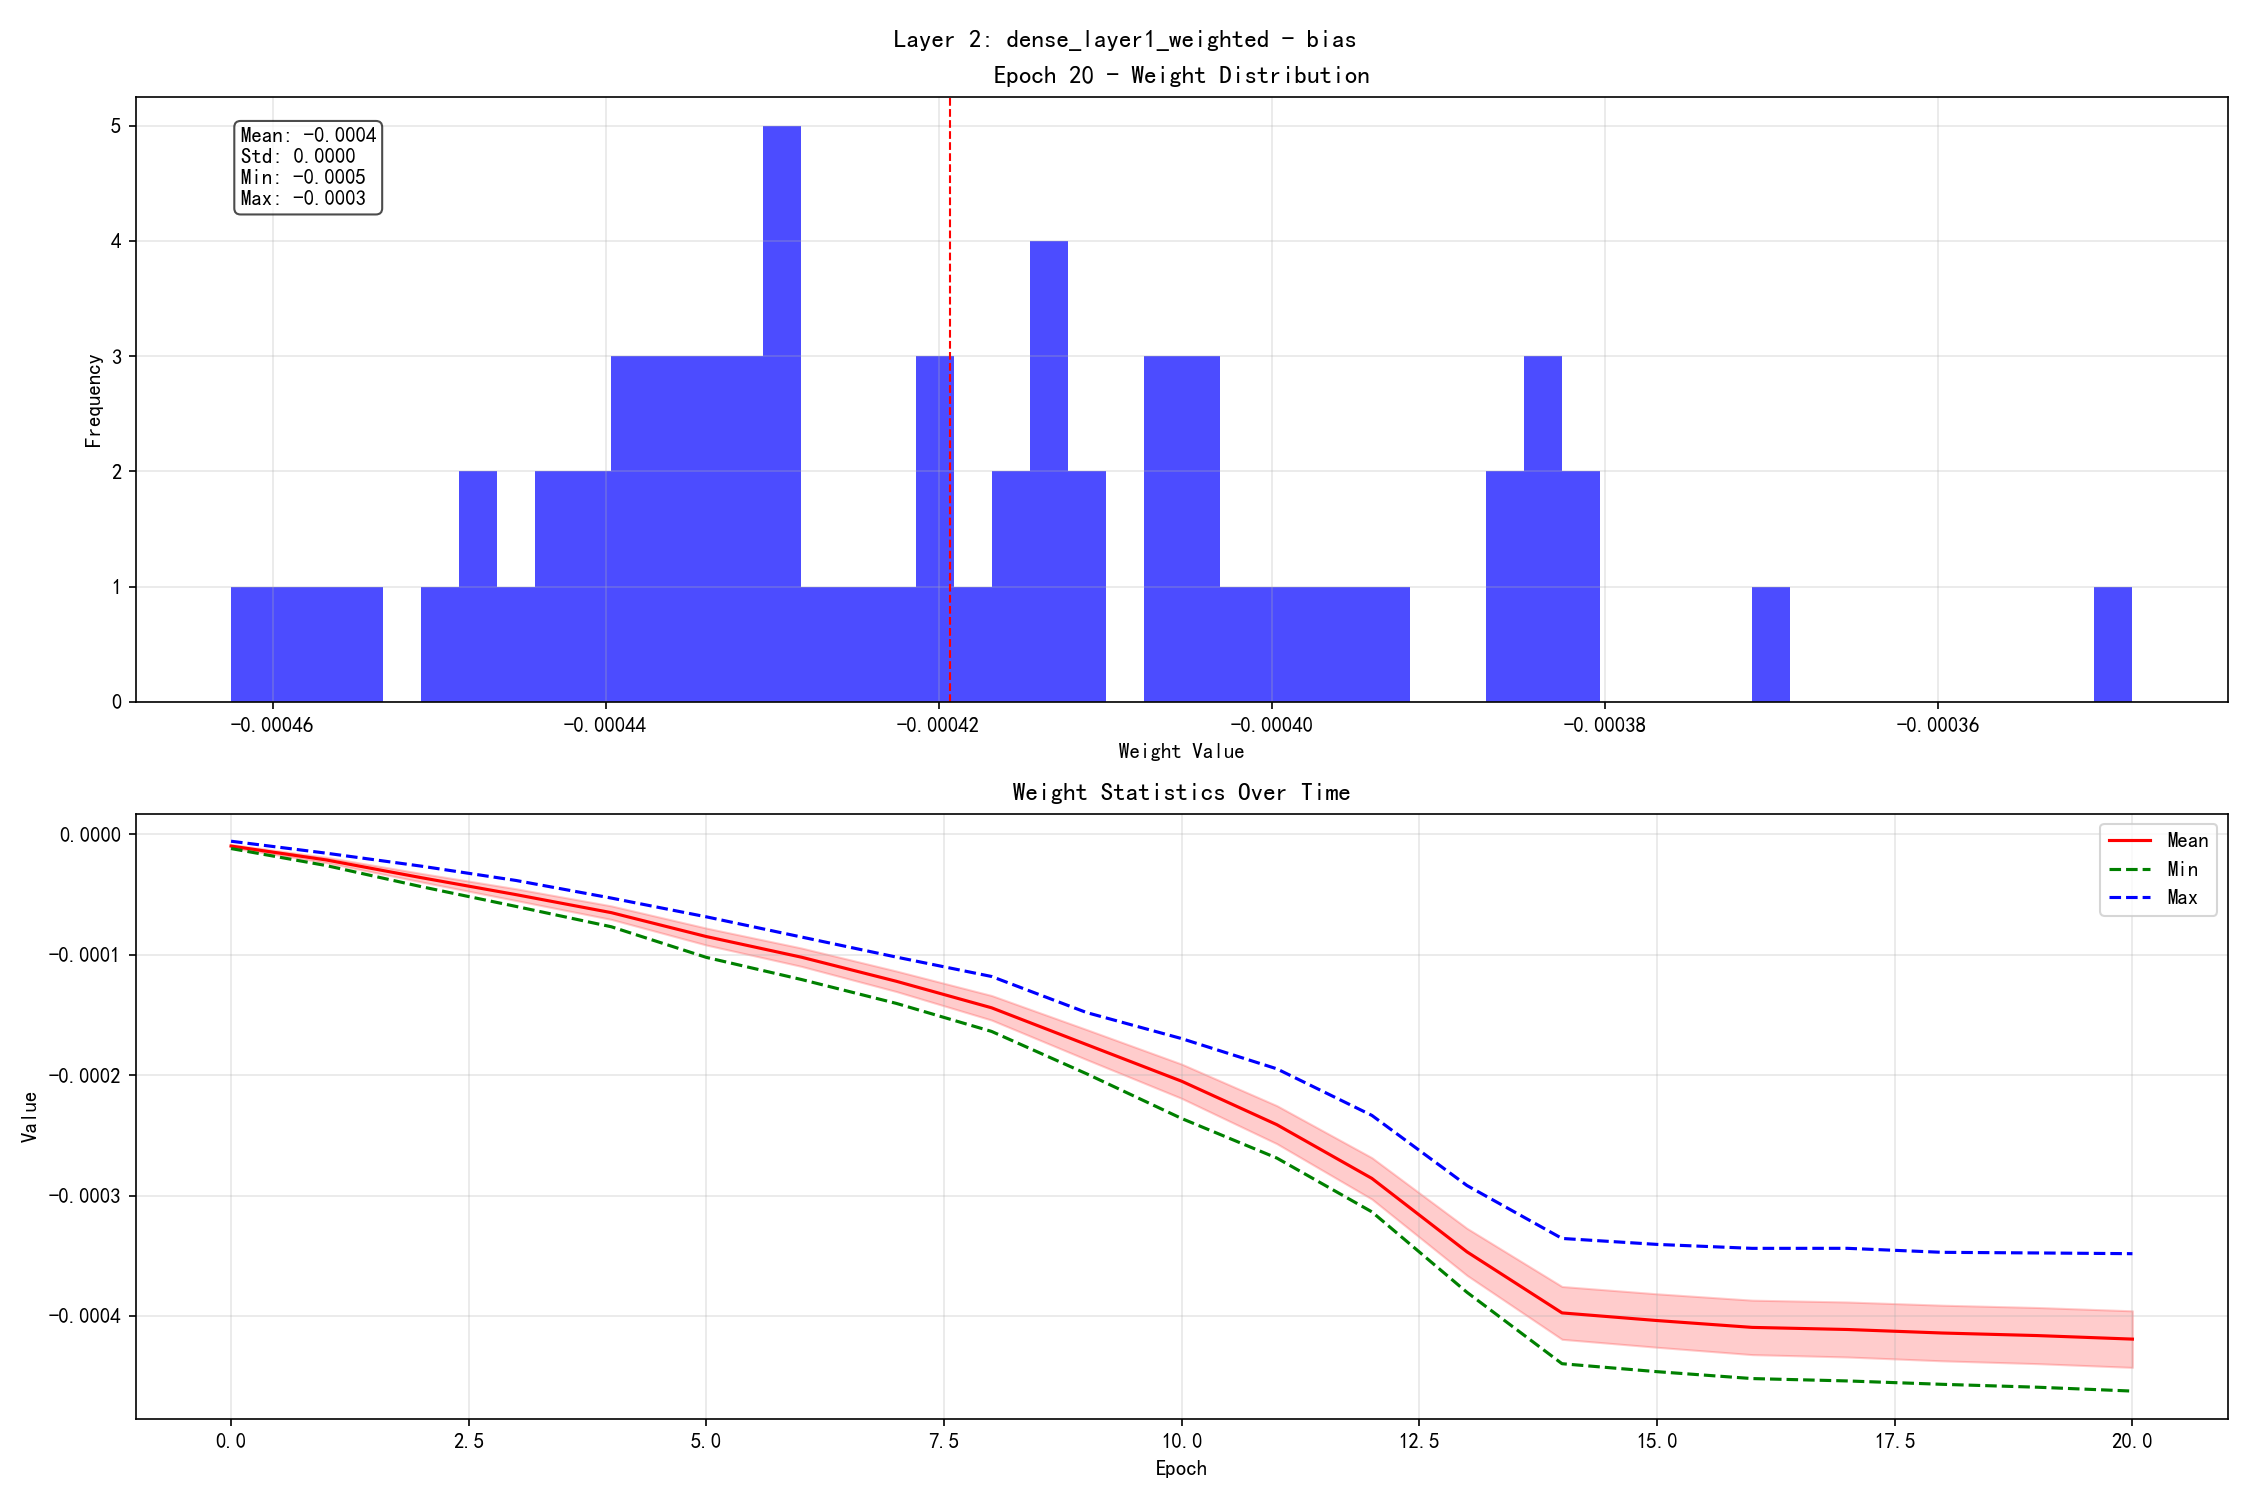 Layer 2: dense_layer1_weighted - bias
Epoch 20 - Weight Distribution
Mean: -0.0004
Std: 0.0000
Min: -0.0005
Max: -0.0003
Frequency
5
4
3
2
1
0
-0.00046
-0.00044
-0.00042
-0.00040
-0.00038
-0.00036
Weight Value
Weight Statistics Over Time
Mean
Min
Max
Value
0.0000
-0.0001
-0.0002
-0.0003
-0.0004
0.0
2.5
5.0
7.5
10.0
12.5
15.0
17.5
20.0
Epoch